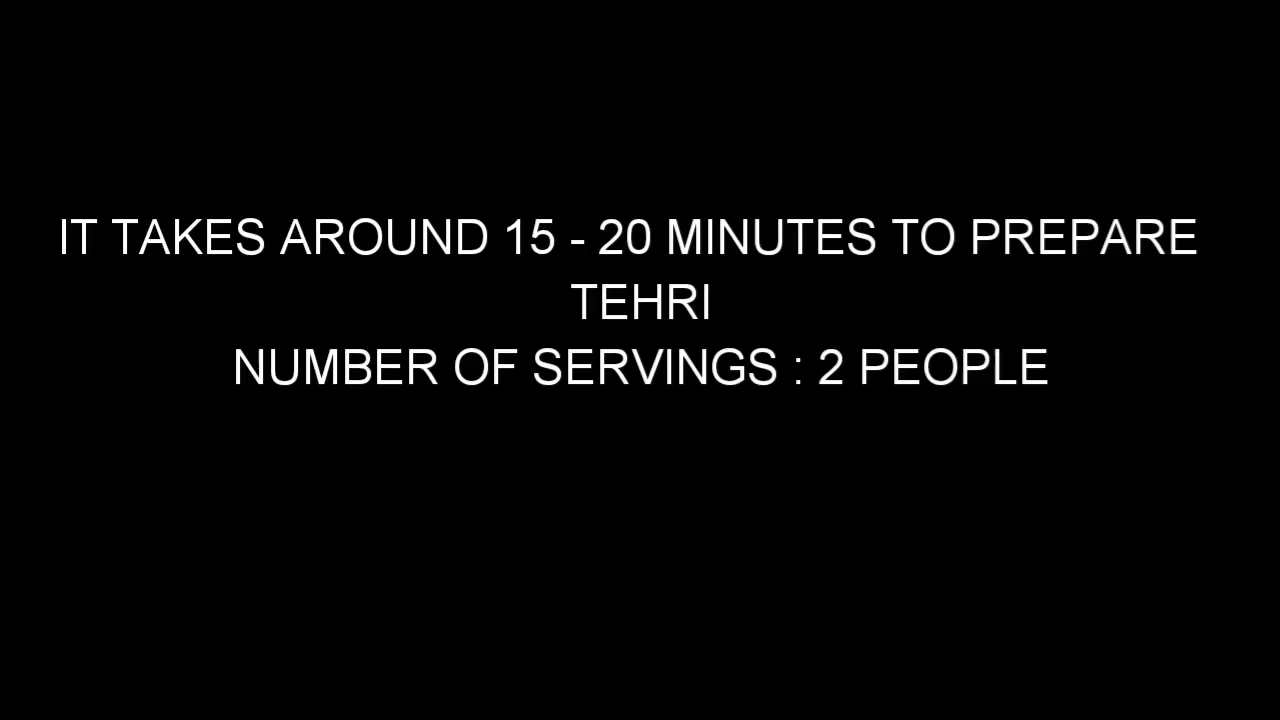 IT TAKES AROUND 15 - 20 MINUTES TO PREPARE
TEHRI
NUMBER OF SERVINGS : 2 PEOPLE